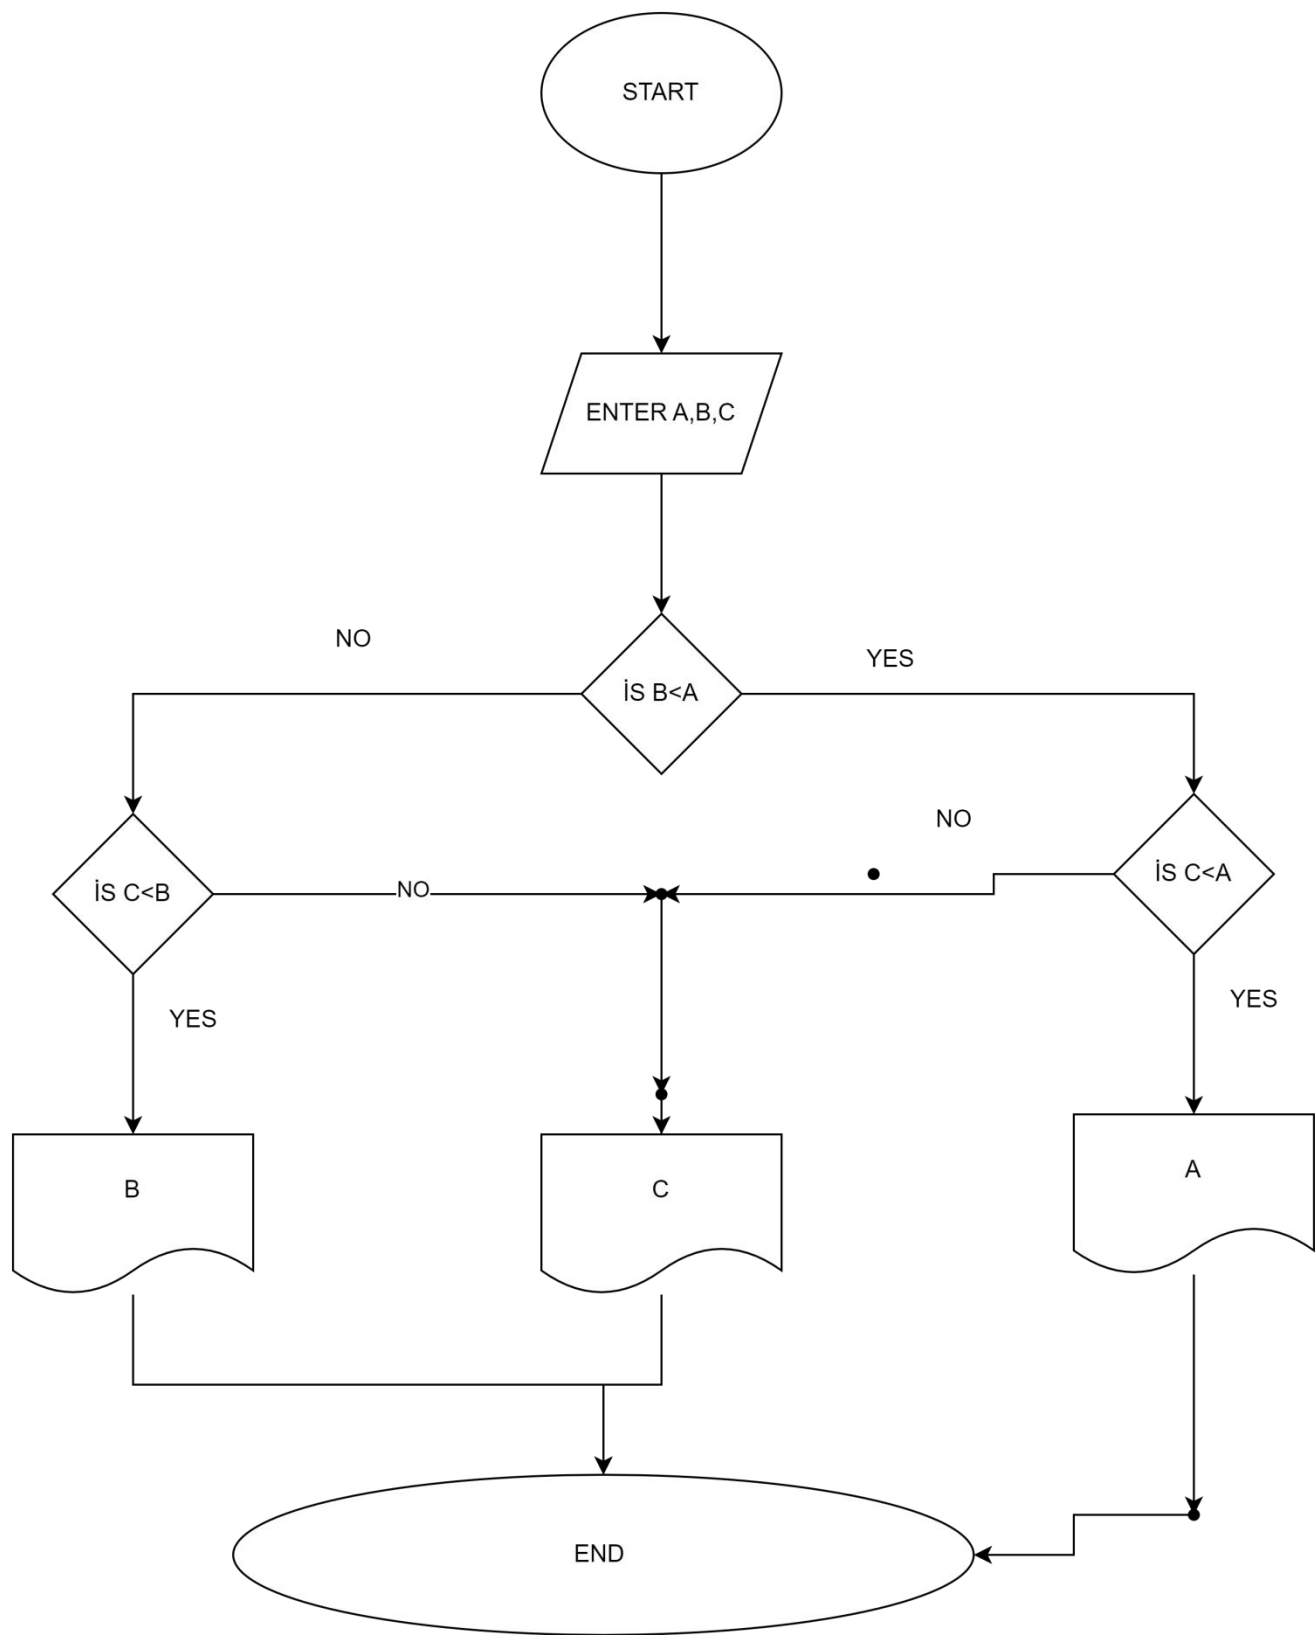 START
ENTER A,B,C
NO
YES
İS B<A
NO
İS C<A
İS C<B
NO
YES
YES
B
C
A
END